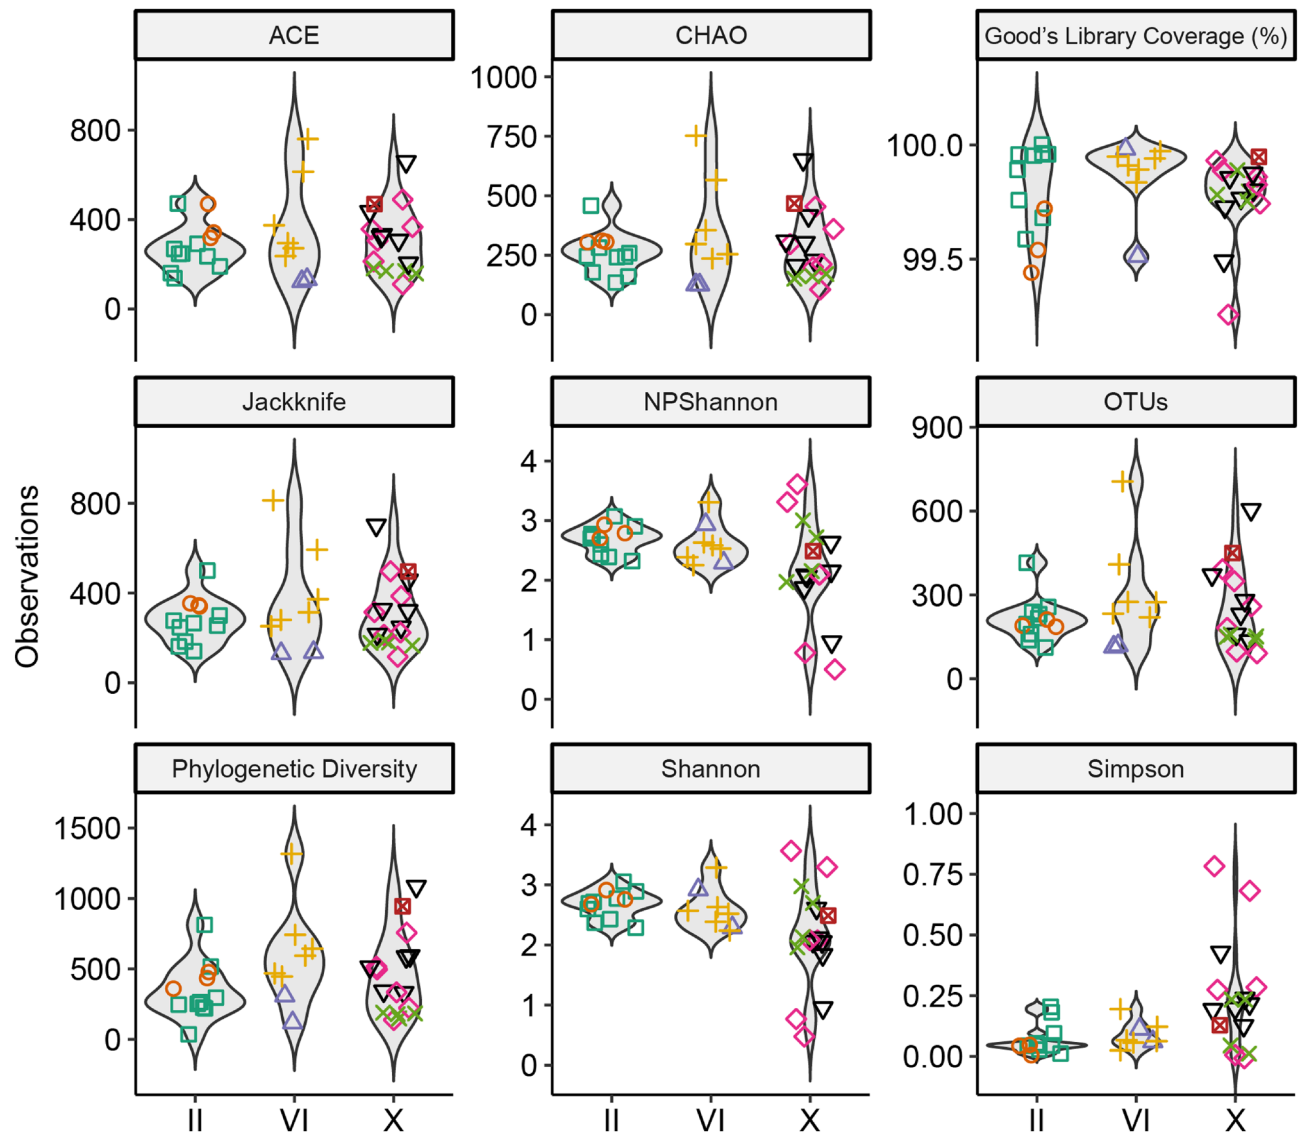 ACE
CHAO
Good's Library Coverage (%)
800
400
0
1000
750
500
250
0
100.0
99.5
Jackknife
NPShannon
OTUs
800
400
0
4
3
2
1
0
900
600
300
0
Observations
Phylogenetic Diversity
Shannon
Simpson
1500
1000
500
0
4
3
2
1
0
1.00
0.75
0.50
0.25
0.00
II
VI
X
II
VI
X
II
VI
X